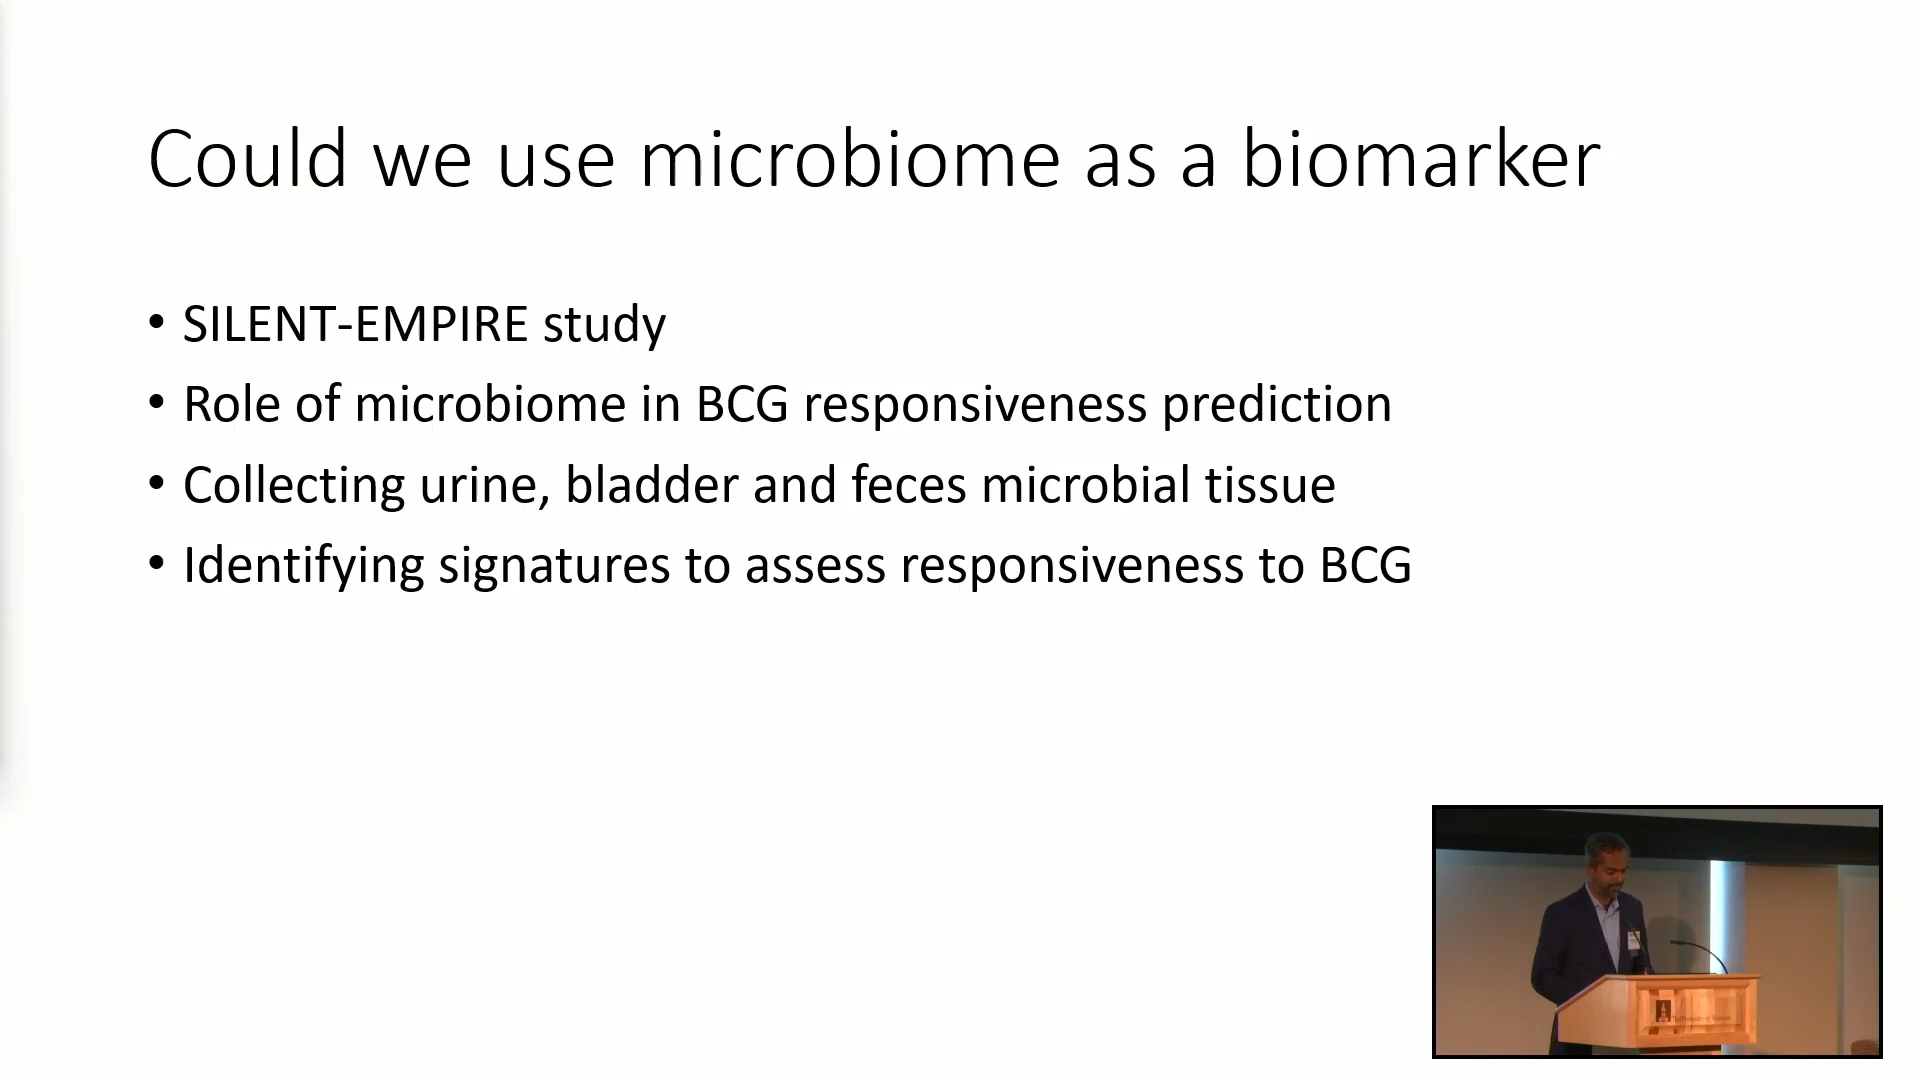 Could we use microbiome as a biomarker
• SILENT-EMPIRE study
• Role of microbiome in BCG responsiveness prediction
• Collecting urine, bladder and feces microbial tissue
• Identifying signatures to assess responsiveness to BCG